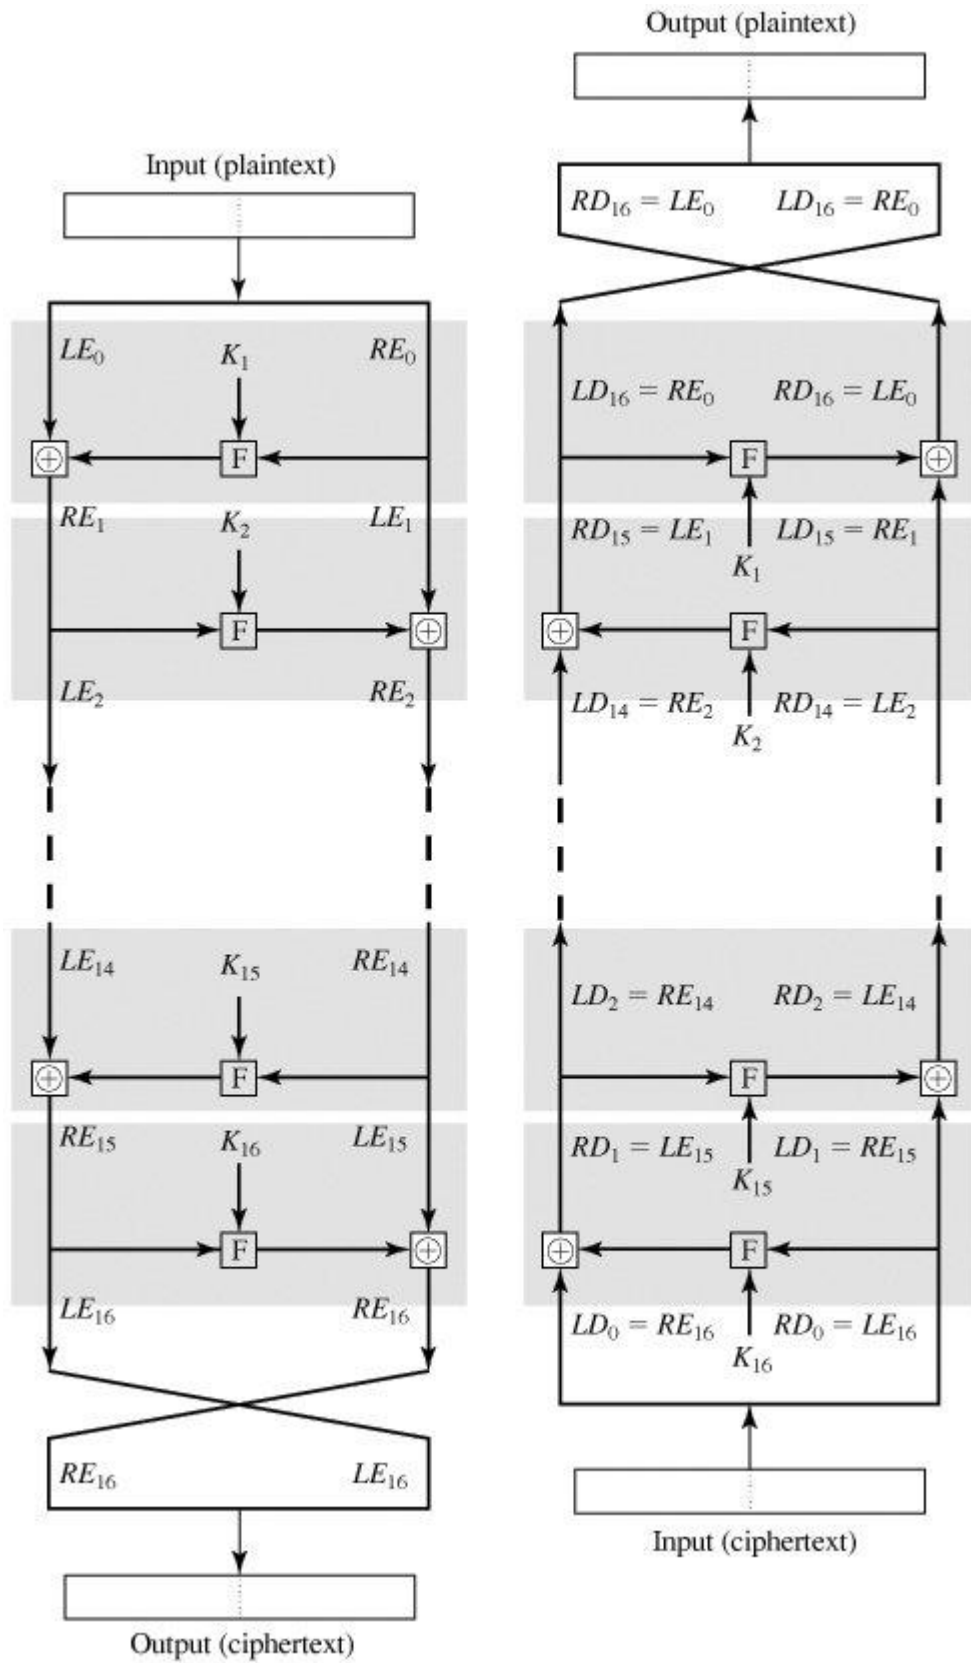 Input (plaintext)
LE₀
K₁
RE₀
F
RE₁
K₂
LE₁
F
LE₂
RE₂
LE₁₄
K₁₅
RE₁₄
F
RE₁₅
K₁₆
LE₁₅
F
LE₁₆
RE₁₆
RE₁₆
LE₁₆
Output (ciphertext)
Output (plaintext)
RD₁₆ = LE₀
LD₁₆ = RE₀
LD₁₆ = RE₀
RD₁₆ = LE₀
F
RD₁₅ = LE₁
LD₁₅ = RE₁
K₁
F
LD₁₄ = RE₂
RD₁₄ = LE₂
K₂
LD₂ = RE₁₄
RD₂ = LE₁₄
F
RD₁ = LE₁₅
LD₁ = RE₁₅
K₁₅
F
LD₀ = RE₁₆
RD₀ = LE₁₆
K₁₆
Input (ciphertext)